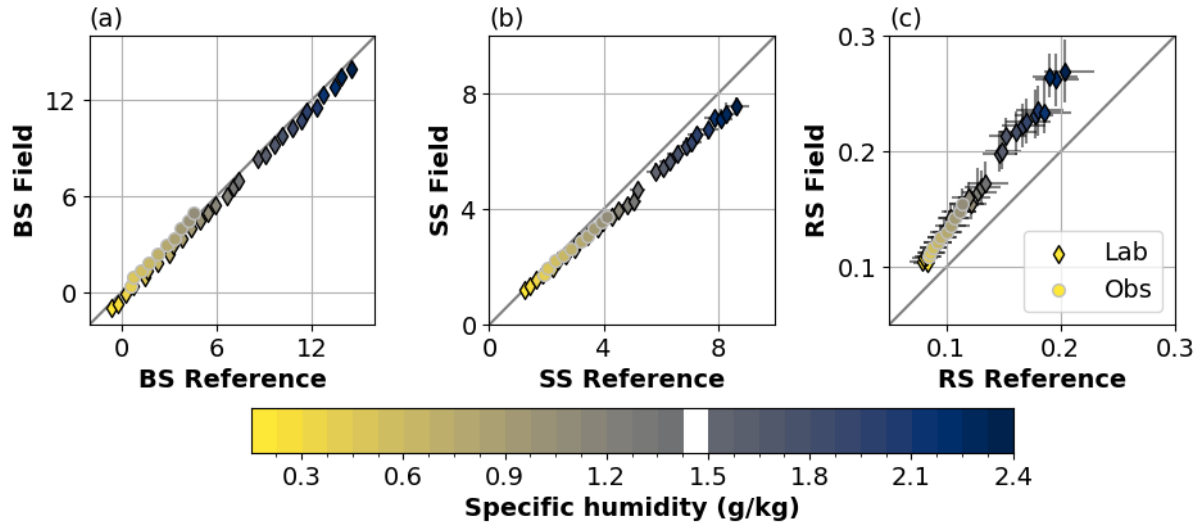 (a)
(b)
(c)
BS Field
12
6
0
0
6
12
BS Reference
SS Field
8
4
0
0
4
8
SS Reference
RS Field
0.3
0.2
0.1
0.1
0.2
0.3
RS Reference
Lab
Obs
0.3
0.6
0.9
1.2
1.5
1.8
2.1
2.4
Specific humidity (g/kg)